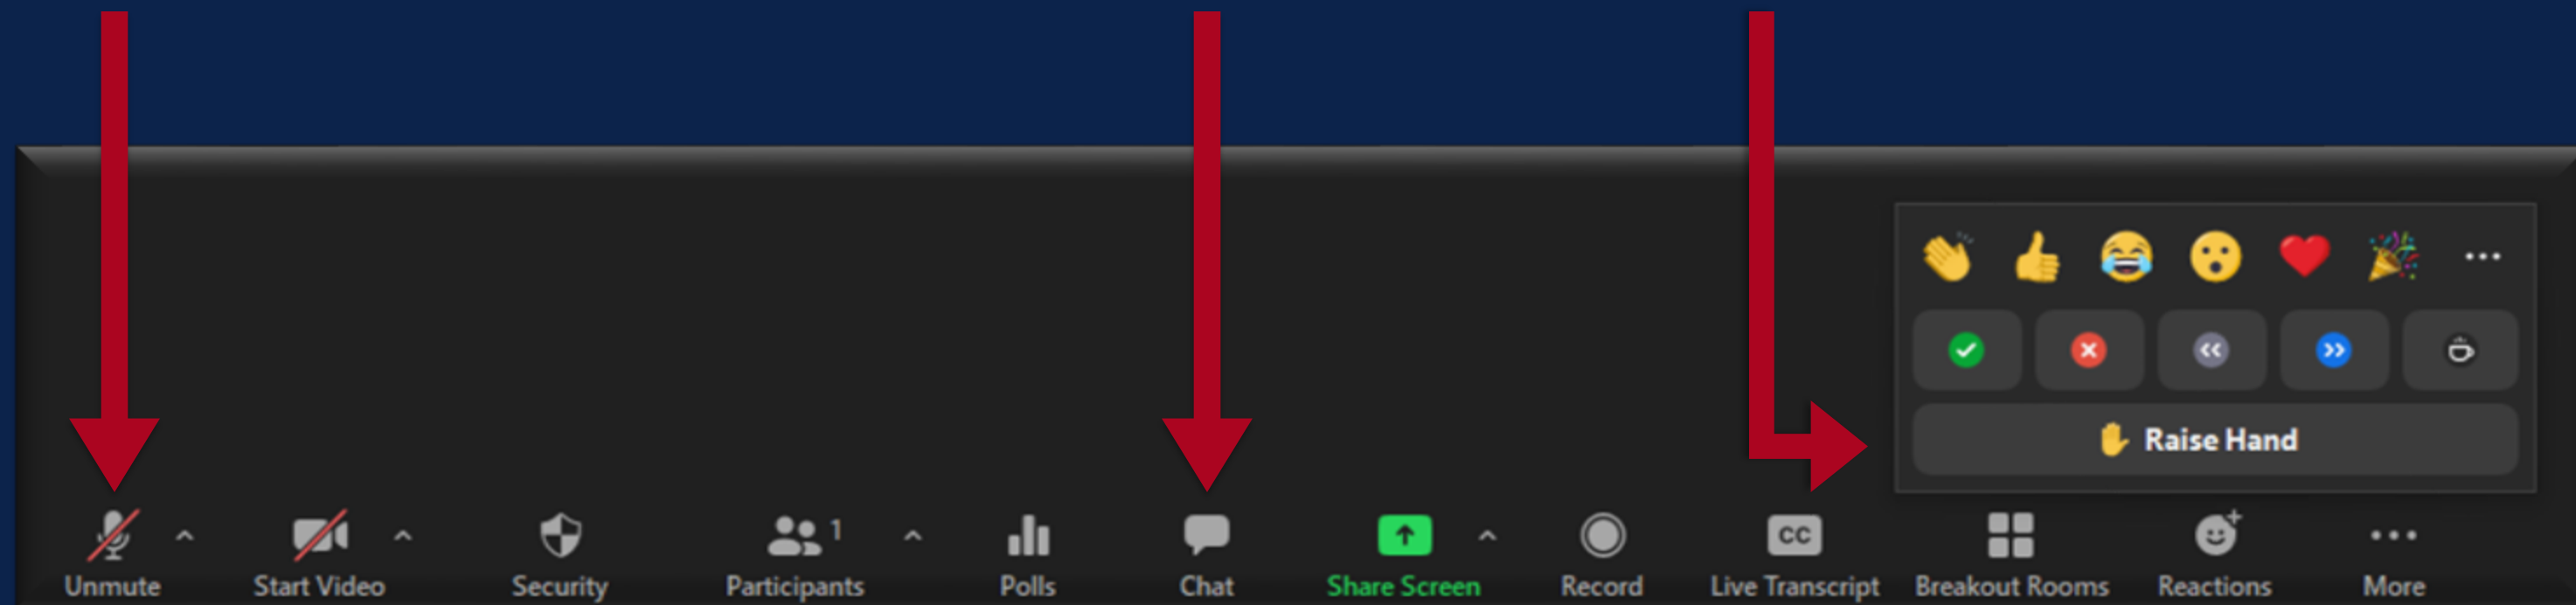 Raise Hand
1
Unmute Start Video Security Participants Polls Chat Share Screen Record CC Live Transcript Breakout Rooms Reactions More